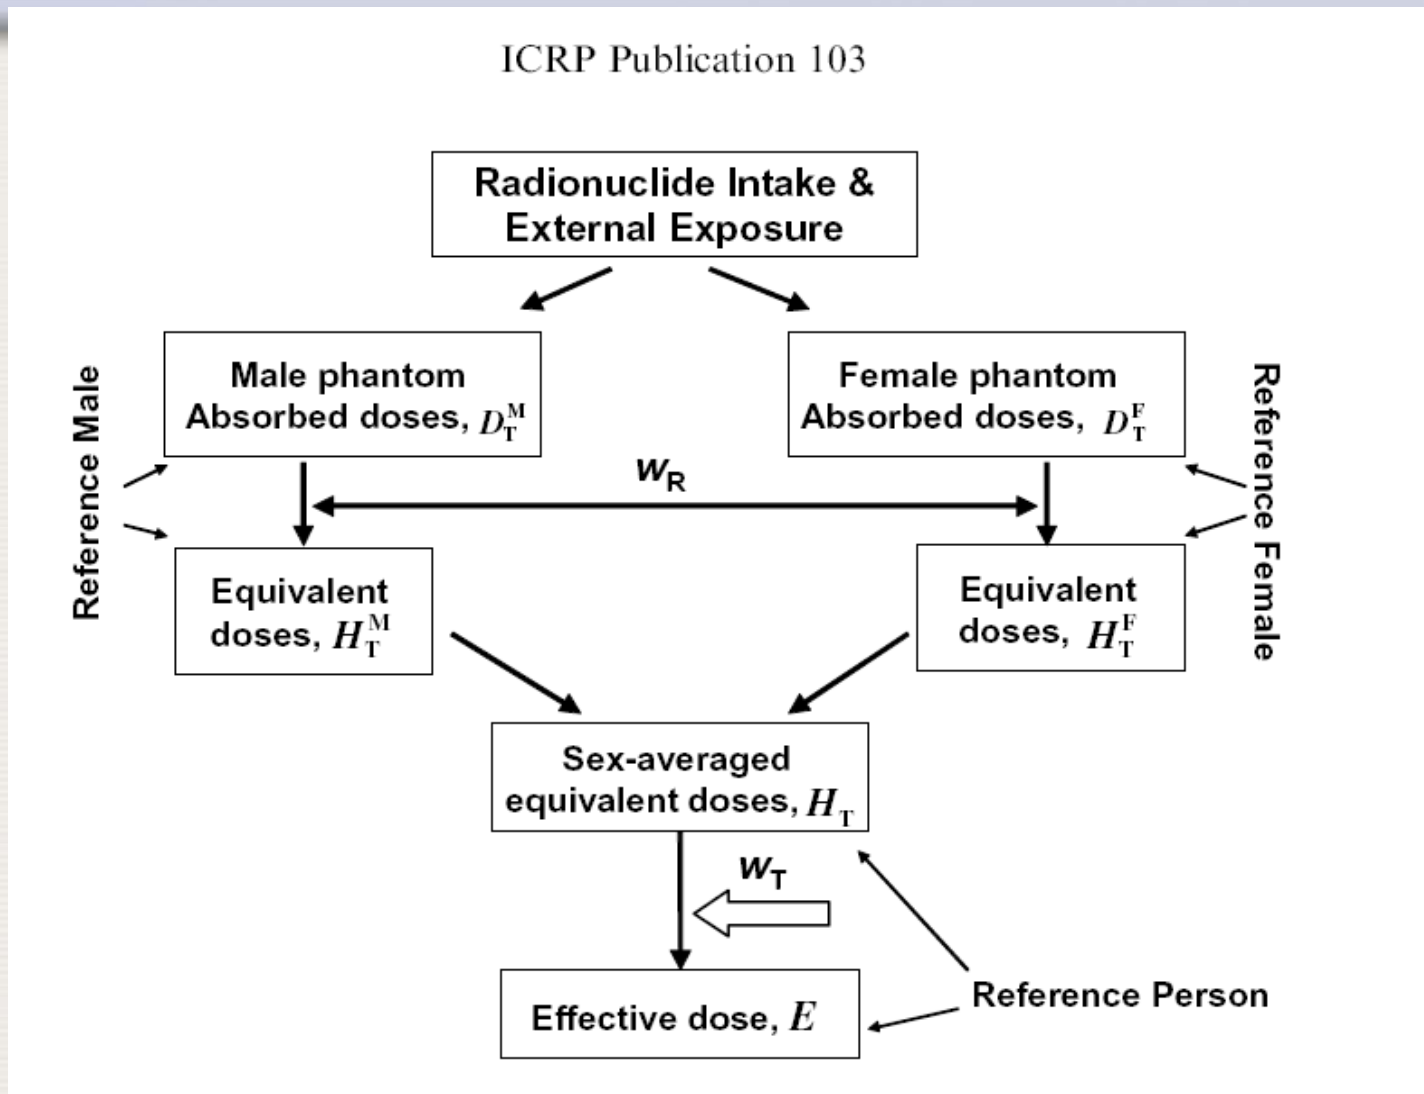 ICRP Publication 103
Radionuclide Intake &
External Exposure
Reference Male
Male phantom
Absorbed doses, D_T^M
Female phantom
Absorbed doses, D_T^F
Reference Female
w_R
Equivalent
doses, H_T^M
Equivalent
doses, H_T^F
Sex-averaged
equivalent doses, H_T
w_T
Reference Person
Effective dose, E